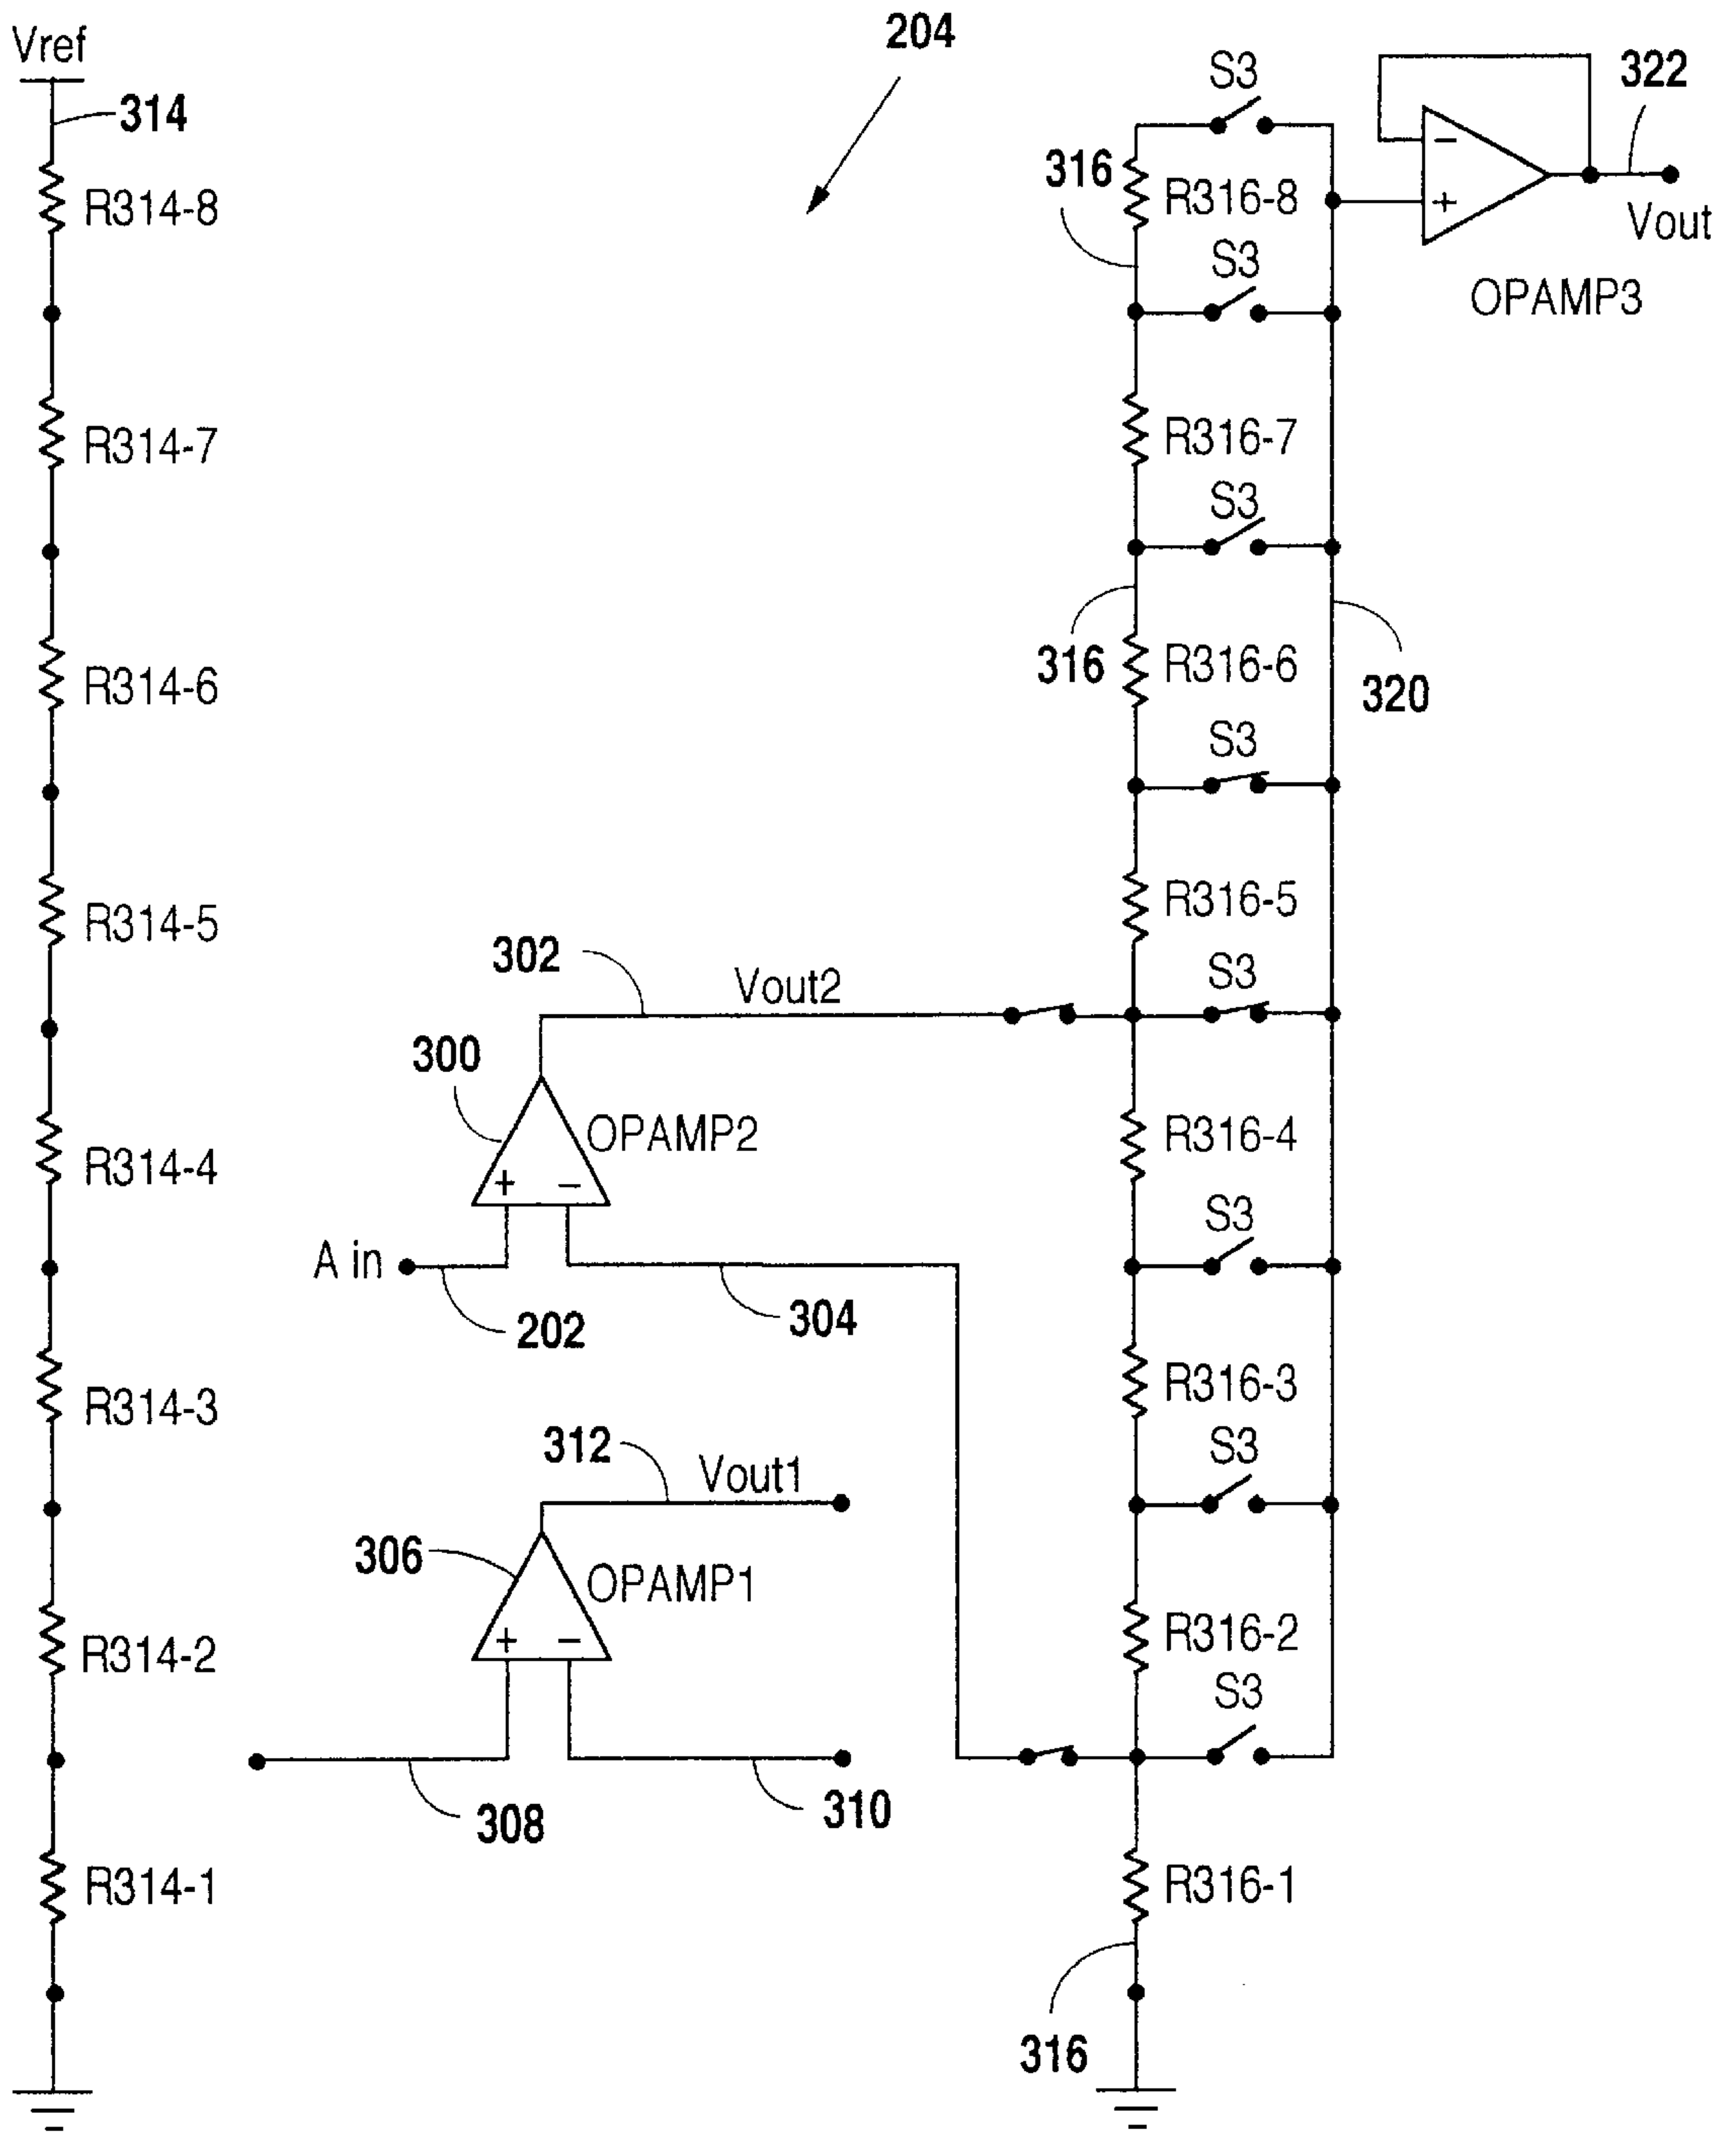 204
Vref
314
R314-8
R314-7
R314-6
R314-5
R314-4
R314-3
R314-2
R314-1
302
Vout2
300
OPAMP2
+
−
A in
202
304
312
Vout1
306
OPAMP1
+
−
308
310
S3
316
R316-8
S3
R316-7
S3
316
R316-6
320
S3
R316-5
S3
R316-4
S3
R316-3
S3
R316-2
S3
R316-1
316
322
−
+
Vout
OPAMP3